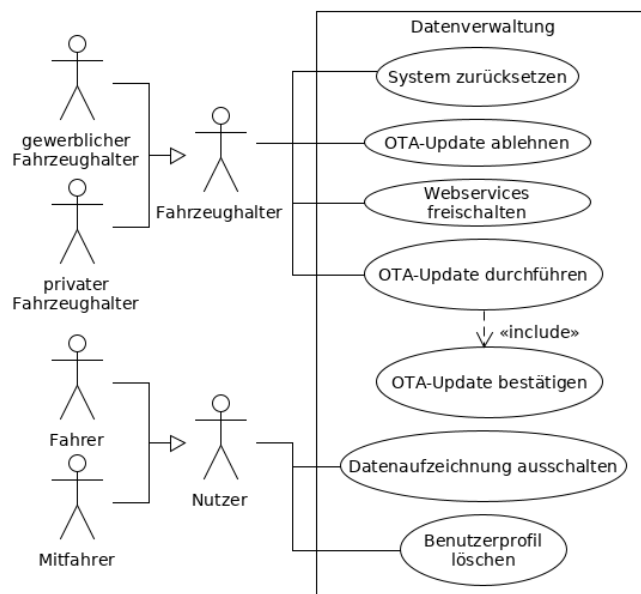 Datenverwaltung
System zurücksetzen
gewerblicher
Fahrzeughalter
OTA-Update ablehnen
Webservices
freischalten
Fahrzeughalter
privater
Fahrzeughalter
OTA-Update durchführen
«include»
OTA-Update bestätigen
Fahrer
Datenaufzeichnung ausschalten
Nutzer
Mitfahrer
Benutzerprofil
löschen